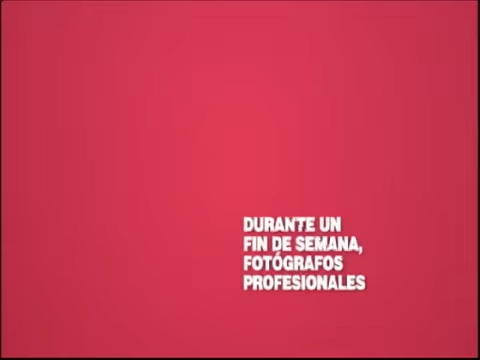 DURANTE UN
FIN DE SEMANA,
FOTÓGRAFOS
PROFESIONALES